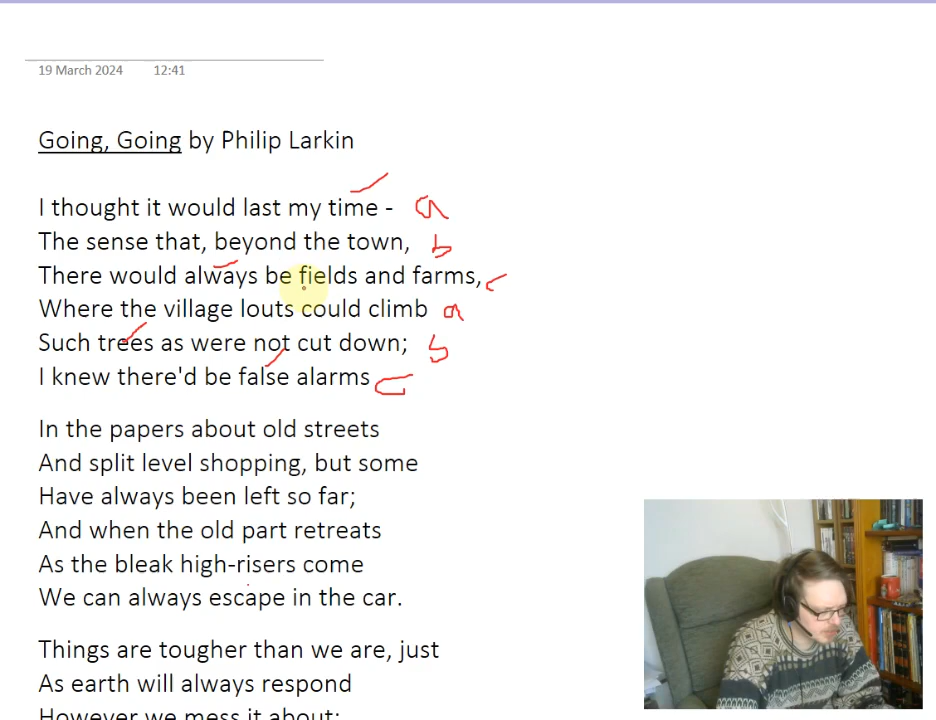 19 March 2024 12:41
Going, Going by Philip Larkin
I thought it would last my time - a
The sense that, beyond the town, b
There would always be fields and farms, c
Where the village louts could climb a
Such trees as were not cut down; b
I knew there'd be false alarms c
In the papers about old streets
And split level shopping, but some
Have always been left so far;
And when the old part retreats
As the bleak high-risers come
We can always escape in the car.
Things are tougher than we are, just
As earth will always respond
However we mess it about;